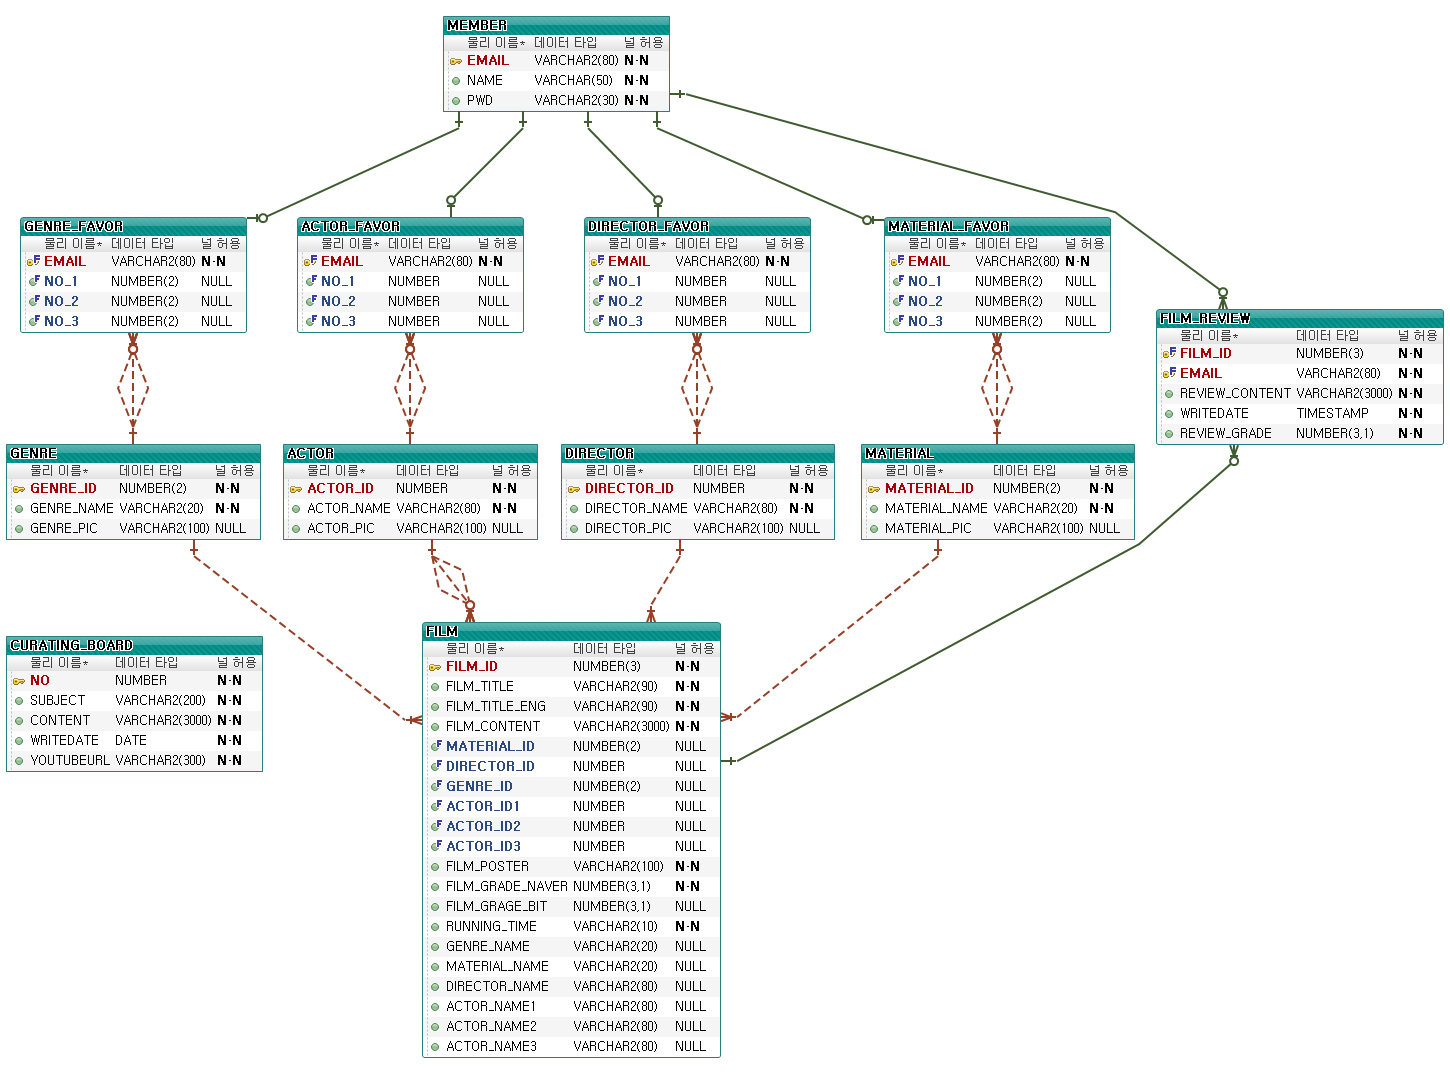 MEMBER
물리 이름* 데이터 타입 널 허용
EMAIL VARCHAR2(80) N-N
NAME VARCHAR(50) N-N
PWD VARCHAR2(30) N-N
GENRE_FAVOR
물리 이름* 데이터 타입 널 허용
EMAIL VARCHAR2(80) N-N
NO_1 NUMBER(2) NULL
NO_2 NUMBER(2) NULL
NO_3 NUMBER(2) NULL
ACTOR_FAVOR
물리 이름* 데이터 타입 널 허용
EMAIL VARCHAR2(80) N-N
NO_1 NUMBER NULL
NO_2 NUMBER NULL
NO_3 NUMBER NULL
DIRECTOR_FAVOR
물리 이름* 데이터 타입 널 허용
EMAIL VARCHAR2(80) N-N
NO_1 NUMBER NULL
NO_2 NUMBER NULL
NO_3 NUMBER NULL
MATERIAL_FAVOR
물리 이름* 데이터 타입 널 허용
EMAIL VARCHAR2(80) N-N
NO_1 NUMBER(2) NULL
NO_2 NUMBER(2) NULL
NO_3 NUMBER(2) NULL
FILM_REVIEW
물리 이름* 데이터 타입 널 허용
FILM_ID NUMBER(3) N-N
EMAIL VARCHAR2(80) N-N
REVIEW_CONTENT VARCHAR2(3000) N-N
WRITEDATE TIMESTAMP N-N
REVIEW_GRADE NUMBER(3,1) N-N
GENRE
물리 이름* 데이터 타입 널 허용
GENRE_ID NUMBER(2) N-N
GENRE_NAME VARCHAR2(20) N-N
GENRE_PIC VARCHAR2(100) NULL
ACTOR
물리 이름* 데이터 타입 널 허용
ACTOR_ID NUMBER N-N
ACTOR_NAME VARCHAR2(80) N-N
ACTOR_PIC VARCHAR2(100) NULL
DIRECTOR
물리 이름* 데이터 타입 널 허용
DIRECTOR_ID NUMBER N-N
DIRECTOR_NAME VARCHAR2(80) N-N
DIRECTOR_PIC VARCHAR2(100) NULL
MATERIAL
물리 이름* 데이터 타입 널 허용
MATERIAL_ID NUMBER(2) N-N
MATERIAL_NAME VARCHAR2(20) N-N
MATERIAL_PIC VARCHAR2(100) NULL
CURATING_BOARD
물리 이름* 데이터 타입 널 허용
NO NUMBER N-N
SUBJECT VARCHAR2(200) N-N
CONTENT VARCHAR2(3000) N-N
WRITEDATE DATE N-N
YOUTUBEURL VARCHAR2(300) N-N
FILM
물리 이름* 데이터 타입 널 허용
FILM_ID NUMBER(3) N-N
FILM_TITLE VARCHAR2(90) N-N
FILM_TITLE_ENG VARCHAR2(90) N-N
FILM_CONTENT VARCHAR2(3000) N-N
MATERIAL_ID NUMBER(2) NULL
DIRECTOR_ID NUMBER NULL
GENRE_ID NUMBER(2) NULL
ACTOR_ID1 NUMBER NULL
ACTOR_ID2 NUMBER NULL
ACTOR_ID3 NUMBER NULL
FILM_POSTER VARCHAR2(100) N-N
FILM_GRADE_NAVER NUMBER(3,1) N-N
FILM_GRAGE_BIT NUMBER(3,1) NULL
RUNNING_TIME VARCHAR2(10) N-N
GENRE_NAME VARCHAR2(20) NULL
MATERIAL_NAME VARCHAR2(20) NULL
DIRECTOR_NAME VARCHAR2(80) NULL
ACTOR_NAME1 VARCHAR2(80) NULL
ACTOR_NAME2 VARCHAR2(80) NULL
ACTOR_NAME3 VARCHAR2(80) NULL